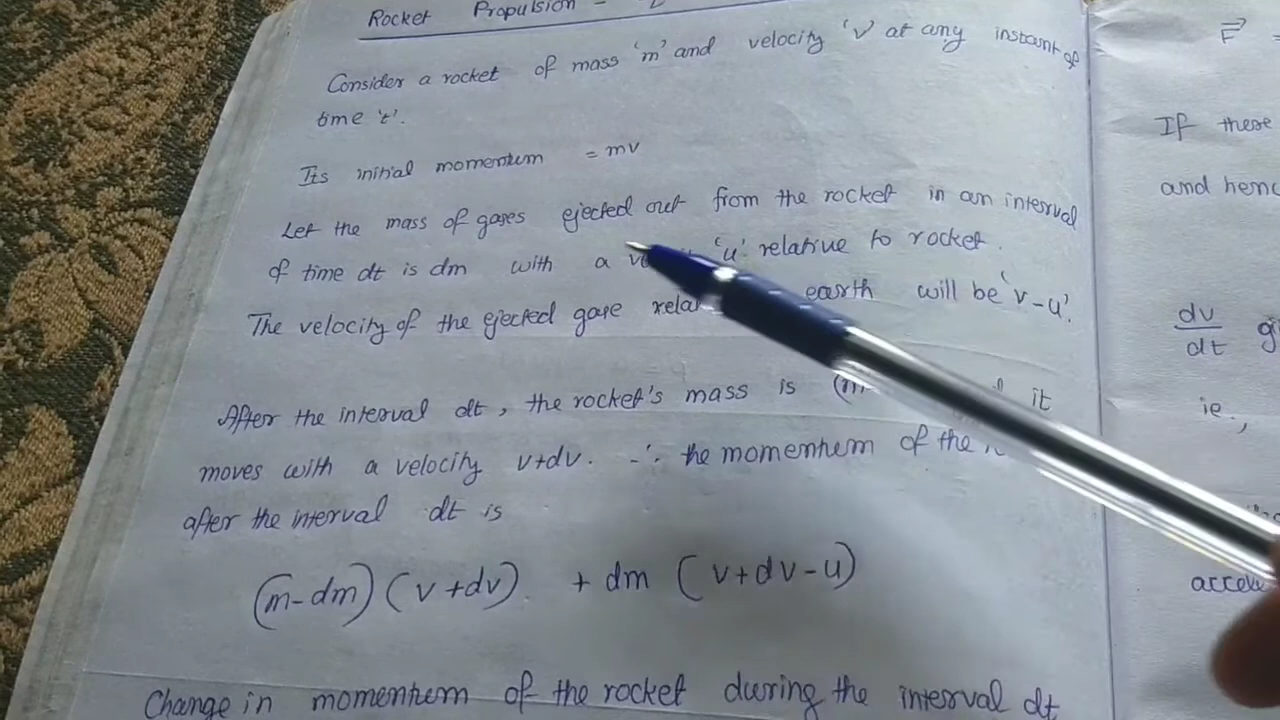 Rocket Propulsion -
Consider a rocket of mass 'm' and velocity 'v' at any instant of
time 't'.
Its initial momentum = mv
Let the mass of gases ejected out from the rocket in an interval
of time dt is dm with a 'u' relative to rocket.
The velocity of the ejected gase earth will be 'v-u'.
After the interval dt, the rocket's mass is (m it
moves with a velocity v+dv. ∴ the momentum of the
after the interval dt is
(m-dm) (v+dv) + dm (v+dv-u)
Change in momentum of the rocket during the interval dt
F⃗ =
If these
and henc
dv/dt gi
ie.,
accele